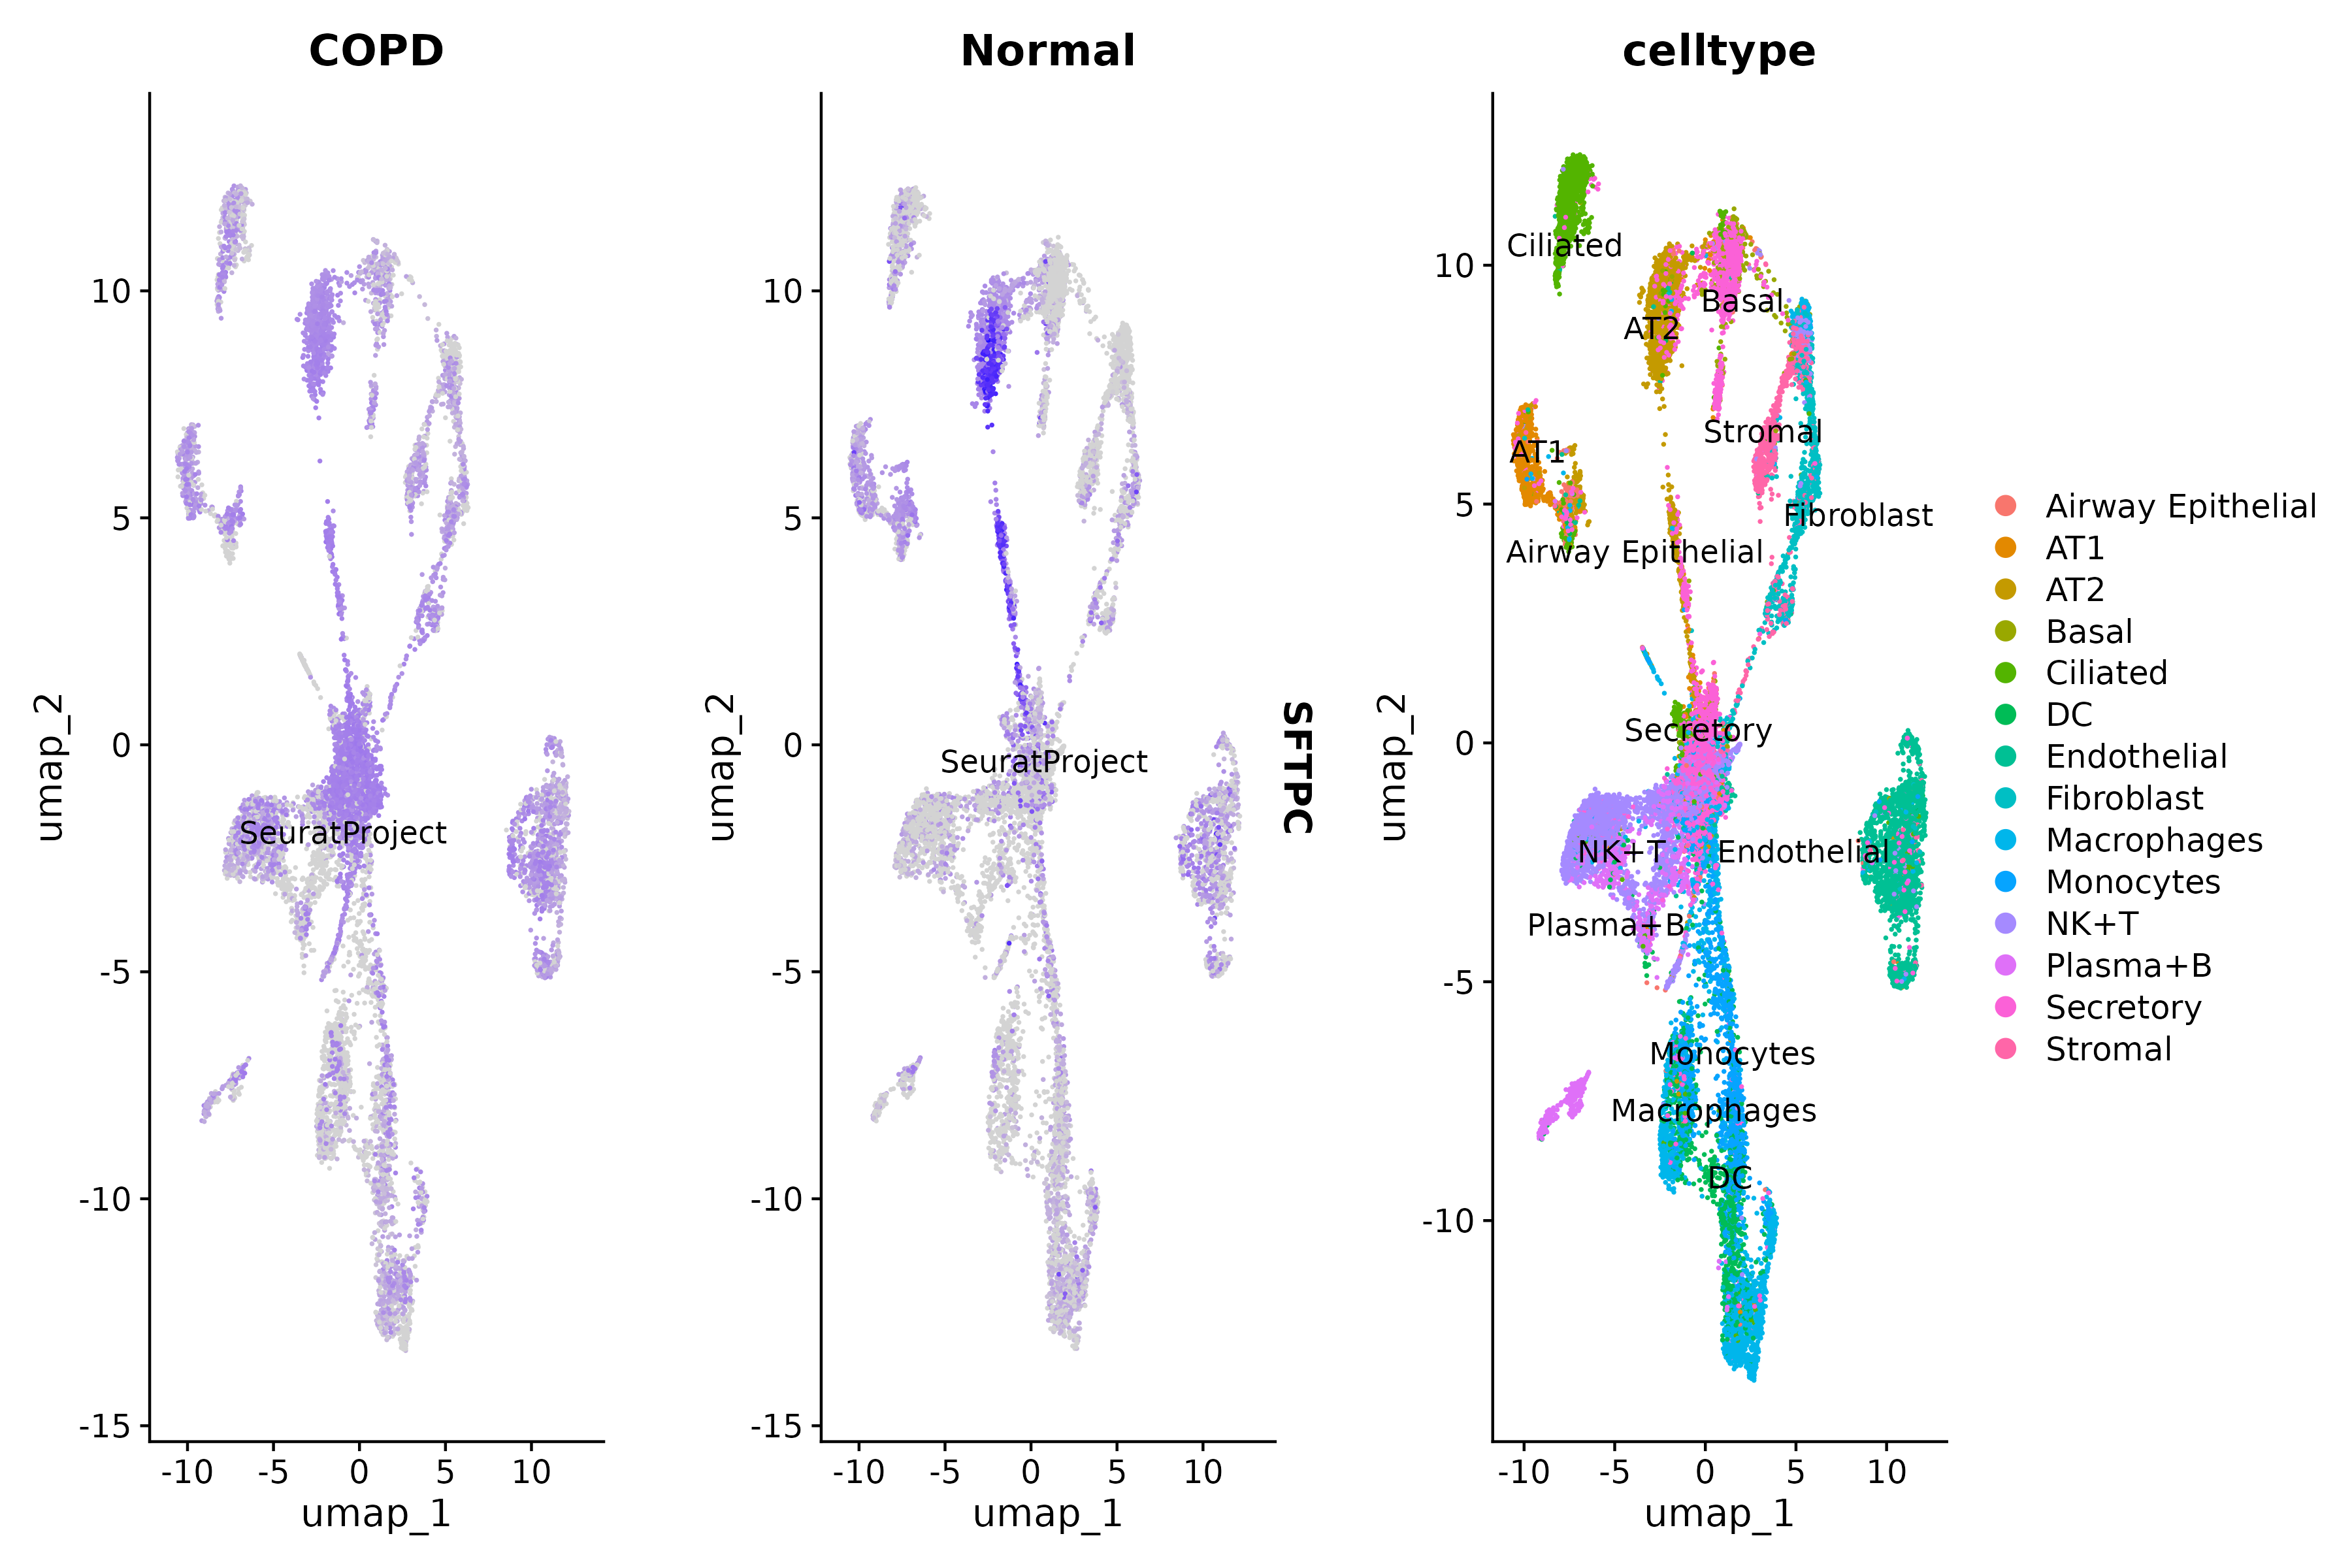 COPD
Normal
celltype
umap_2
10
5
0
-5
-10
-15
SeuratProject
-10 -5 0 5 10
umap_1
umap_2
10
5
0
-5
-10
-15
SeuratProject
-10 -5 0 5 10
umap_1
SFTPC
umap_2
10
5
0
-5
-10
Ciliated
Basal
AT2
Stromal
AT1
Fibroblast
Airway Epithelial
Secretory
NK+T
Endothelial
Plasma+B
Monocytes
Macrophages
DC
-10 -5 0 5 10
umap_1
Airway Epithelial
AT1
AT2
Basal
Ciliated
DC
Endothelial
Fibroblast
Macrophages
Monocytes
NK+T
Plasma+B
Secretory
Stromal